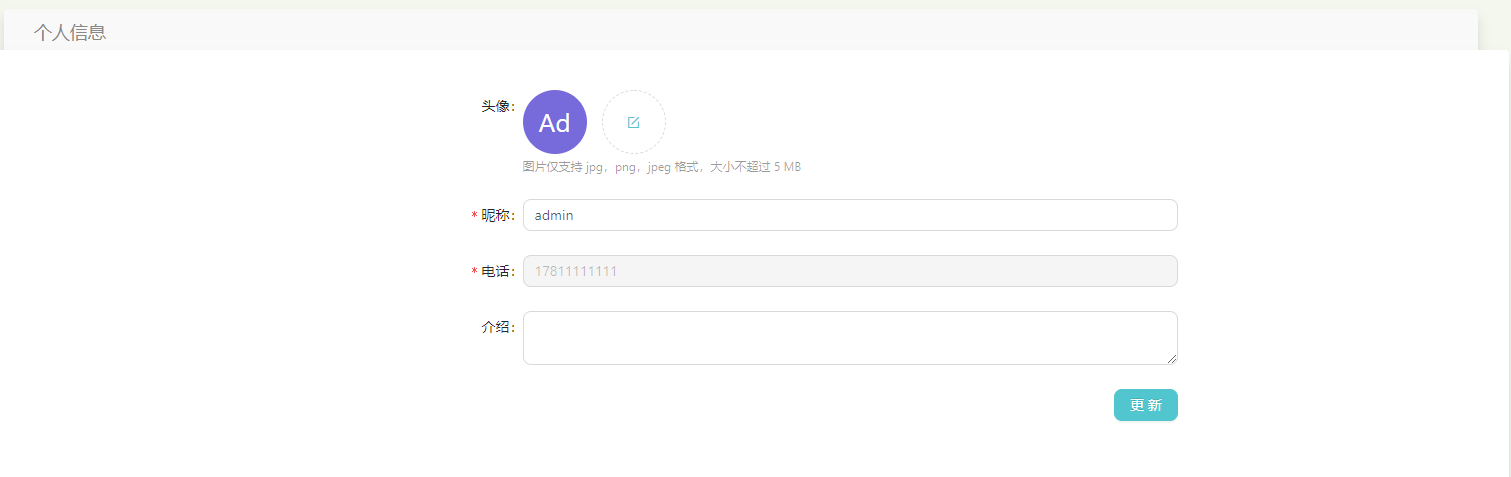 个人信息
头像：
Ad
图片仅支持 jpg，png，jpeg 格式，大小不超过 5 MB
* 昵称： admin
* 电话： 17811111111
介绍：
更 新